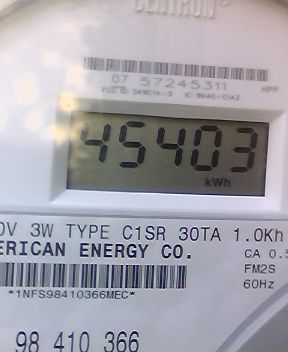 CENTRON
07 57245311
45403
kWh
0V 3W TYPE C1SR 30TA 1.0Kh
ERICAN ENERGY CO.
CA 0.5
FM2S
60Hz
*1NFS98410366MEC*
98 410 366